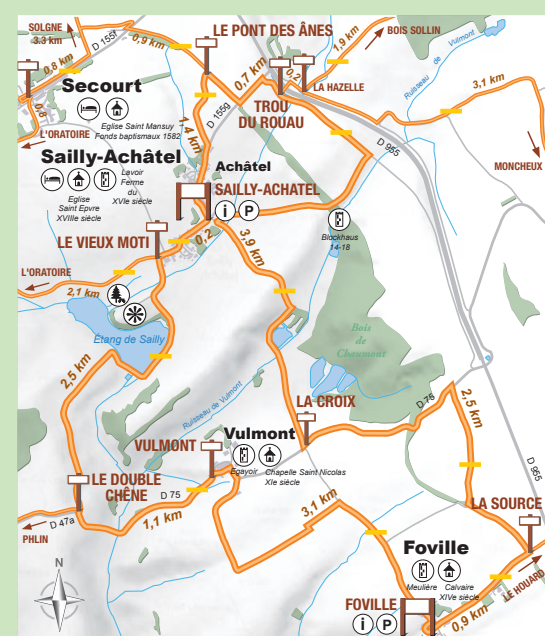 SOLGNE
3.3 km
D 155f
0,9 km
LE PONT DES ÂNES
1,9 km
BOIS SOLLIN
Ruisseau de Vulmont
0,8 km
Secourt
0,7 km
0,2
LA HAZELLE
3,1 km
TROU
DU ROUAU
0,8
Eglise Saint Mansuy
Fonds baptismaux 1582
L'ORATOIRE
1,4 km
D 155g
D 955
MONCHEUX
Sailly-Achâtel
Achâtel
Lavoir
Ferme
du
XVIe siècle
SAILLY-ACHATEL
Eglise
Saint Epvre
XVIIIe siècle
i P
Blockhaus
14-18
LE VIEUX MOTI
0,2
3,9 km
L'ORATOIRE
2,1 km
Étang de Sailly
Bois
de
Chaumont
2,5 km
Ruisseau de Vulmont
LA CROIX
D 76
2,5 km
D 955
VULMONT
Vulmont
Egayoir
Chapelle Saint Nicolas
XIe siècle
LE DOUBLE
CHÊNE
D 75
1,1 km
3,1 km
LA SOURCE
D 47a
PHLIN
Foville
Meulière
Calvaire
XIVe siècle
LE HOUARD
N
FOVILLE
i P
0,9 km